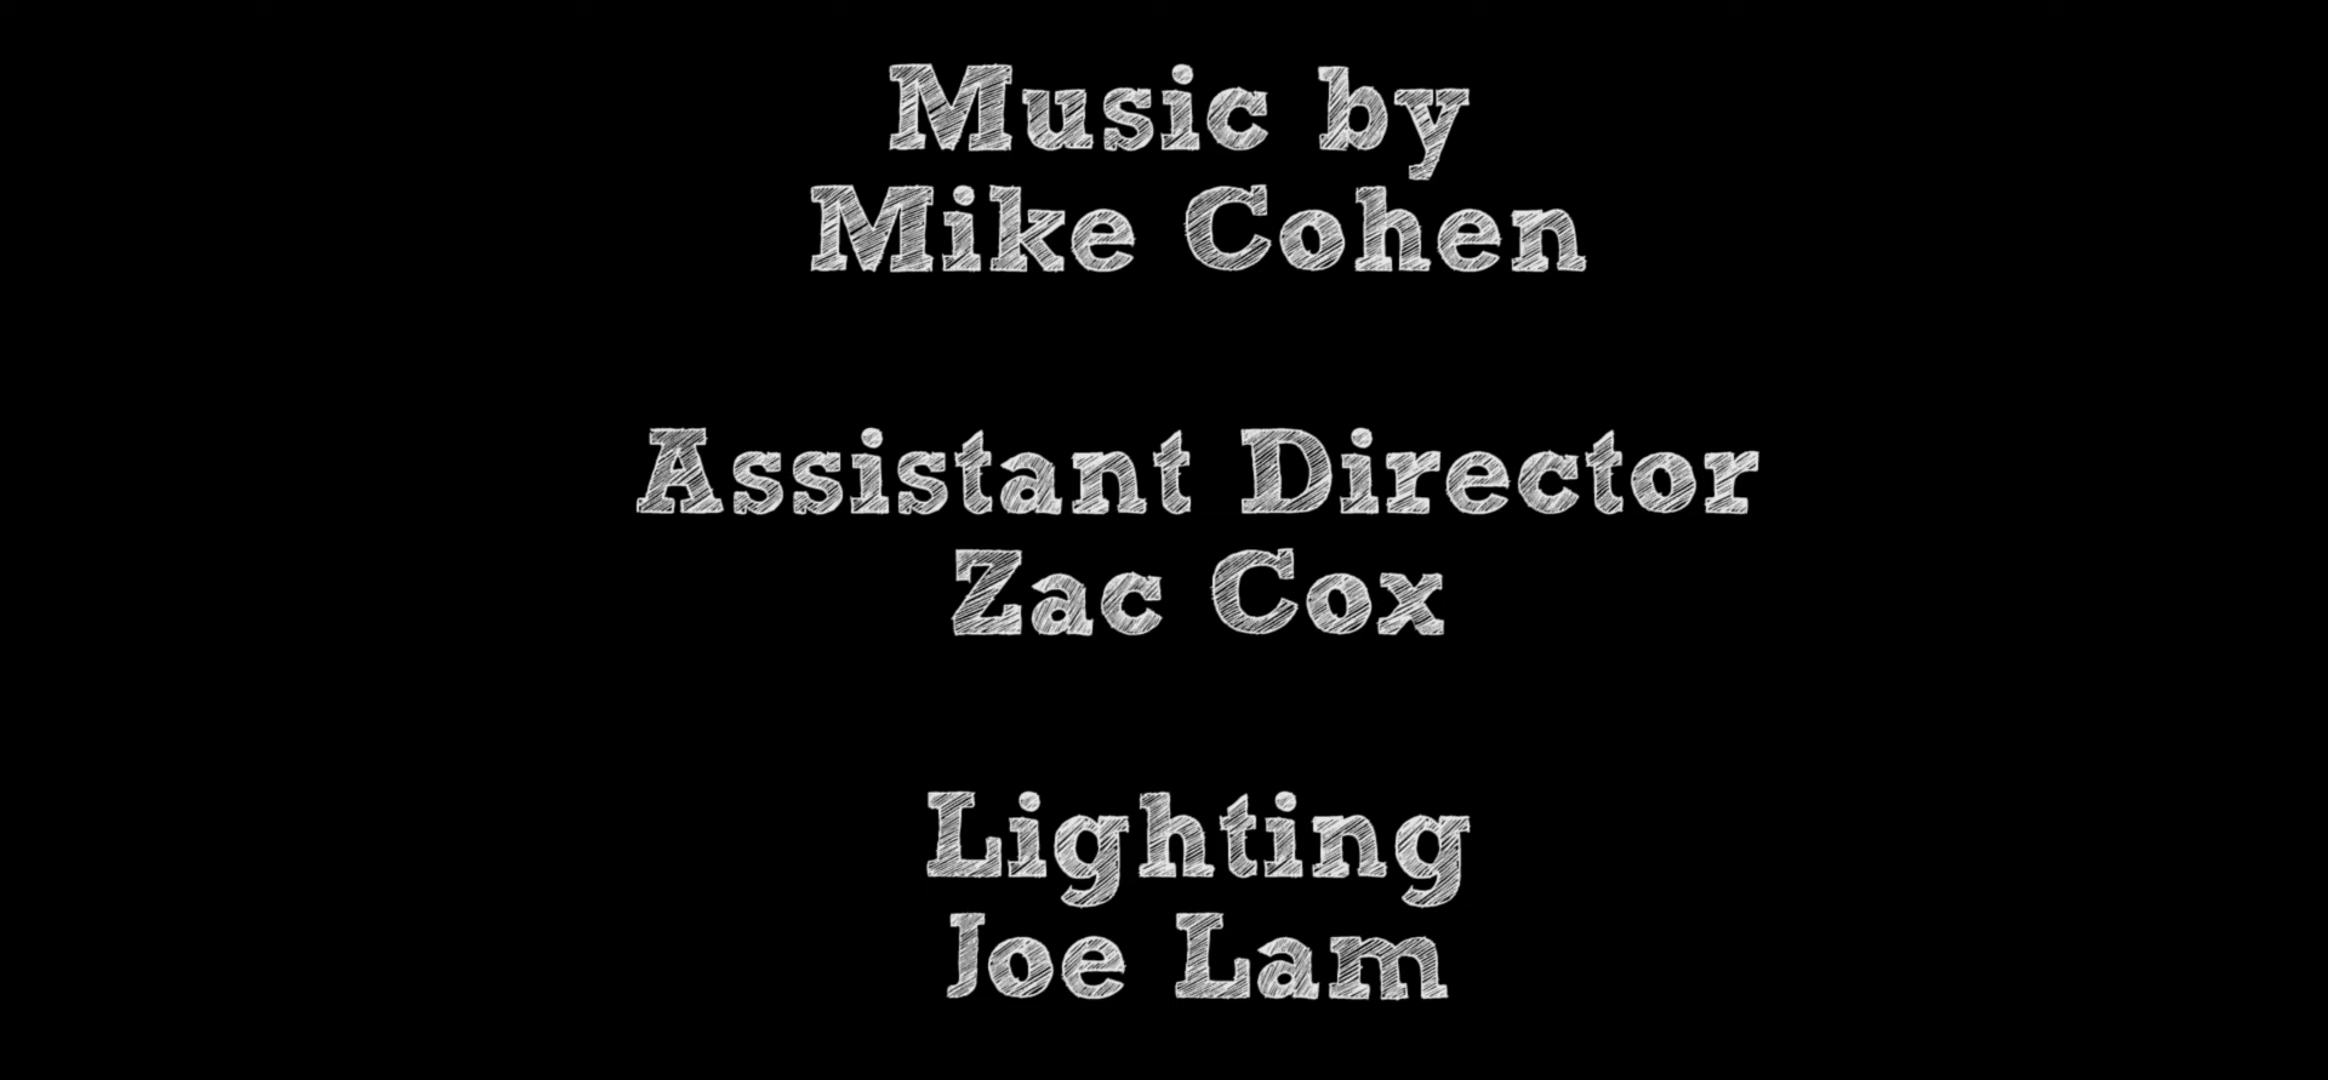 Music by
Mike Cohen
Assistant Director
Zac Cox
Lighting
Joe Lam